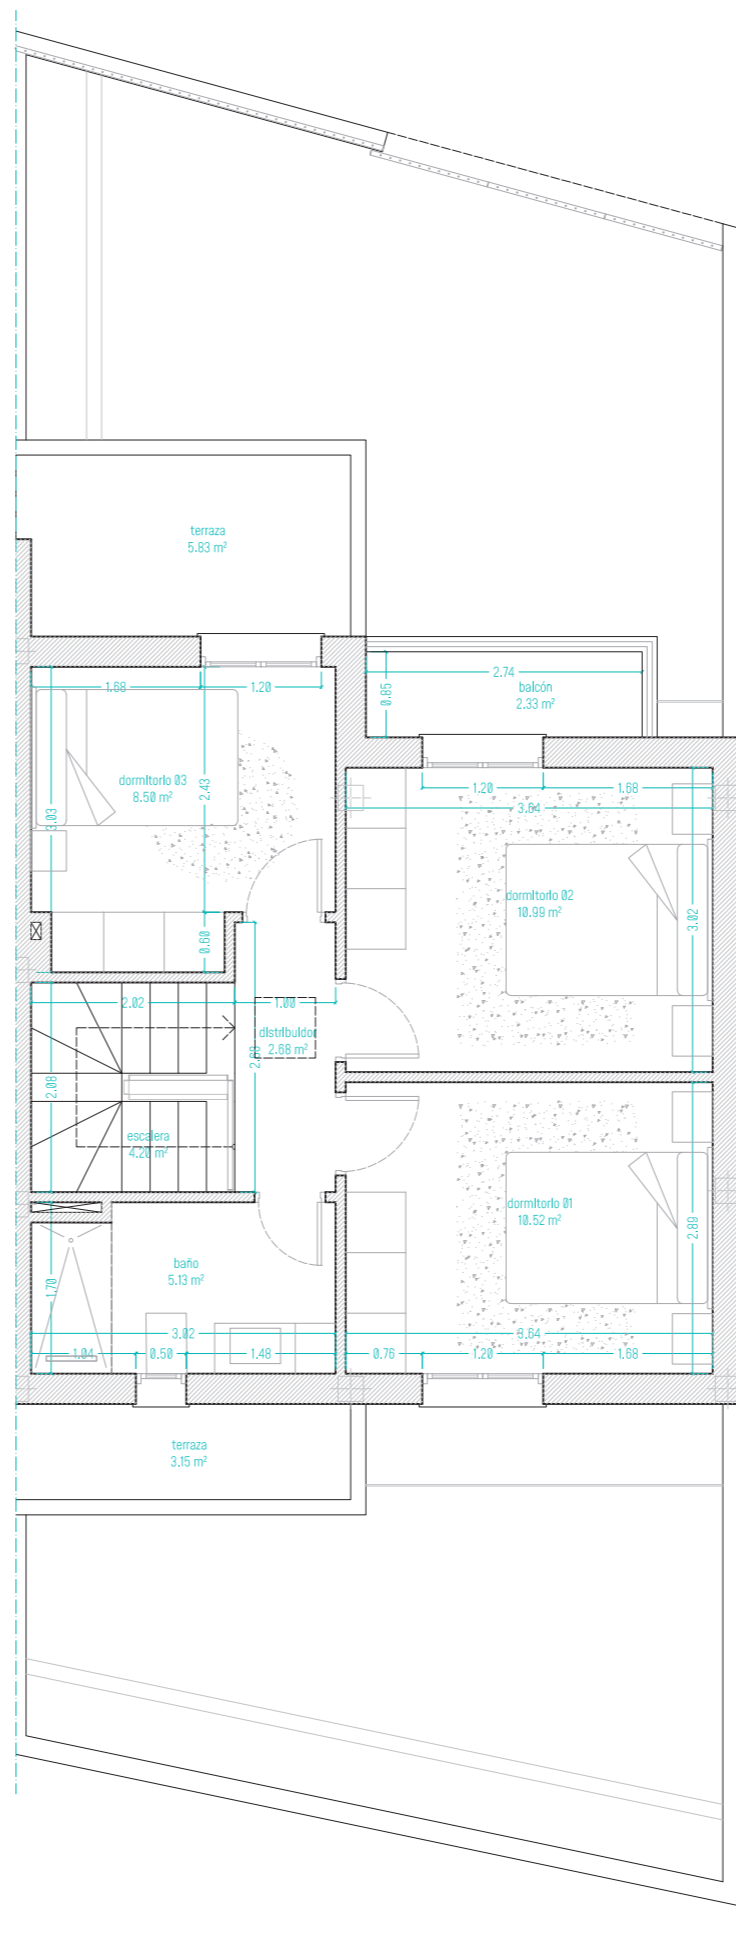 terraza
5.83 m²
2.74
balcón
2.33 m²
0.85
1.68
1.20
dormitorio 03
8.50 m²
2.43
3.03
1.20
1.68
3.64
dormitorio 02
10.99 m²
3.02
0.60
2.02
1.00
distribuidor
2.68 m²
2.68
2.08
escalera
4.20 m²
dormitorio 01
10.52 m²
2.89
baño
5.13 m²
1.70
3.02
3.64
1.04
0.50
1.48
0.76
1.20
1.68
terraza
3.15 m²